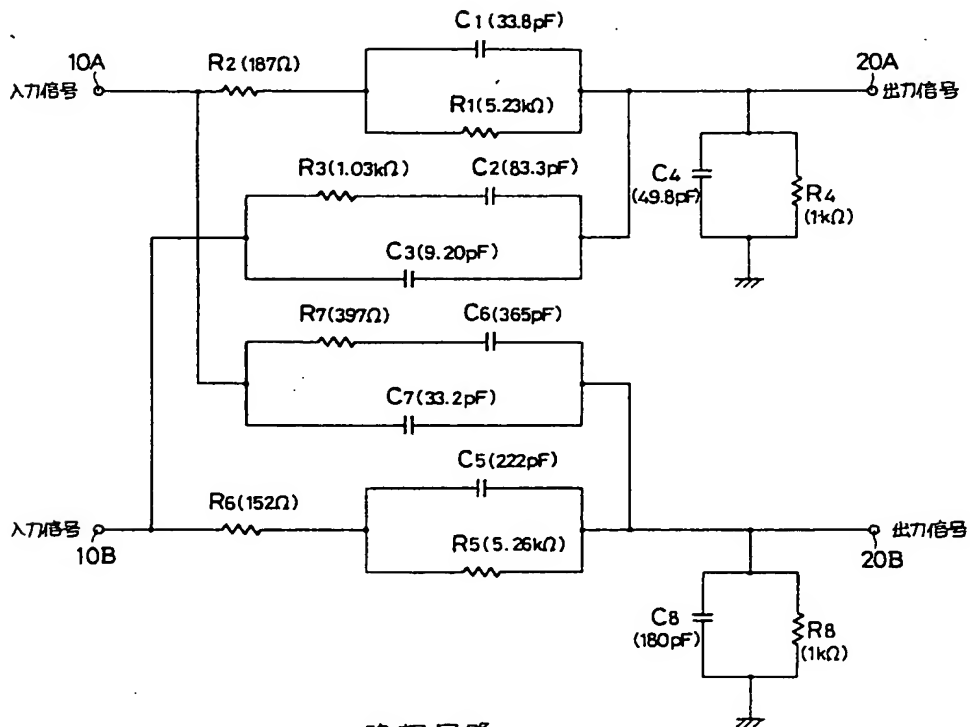 C1(33.8pF)
10A
R2(187Ω)
20A
入力信号
R1(5.23kΩ)
出力信号
R3(1.03kΩ)
C2(83.3pF)
C4
(49.8pF)
R4
(1kΩ)
C3(9.20pF)
R7(397Ω)
C6(365pF)
C7(33.2pF)
C5(222pF)
R6(152Ω)
入力信号
出力信号
10B
R5(5.26kΩ)
20B
C8
(180pF)
R8
(1kΩ)